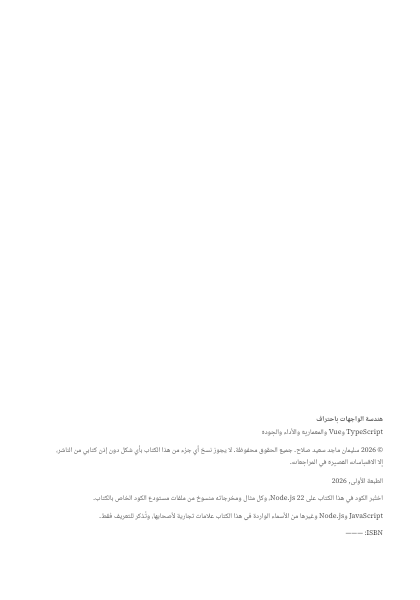 هندسة الواجهات باحتراف
TypeScript وVue والمعمارية والأداء والجودة
© 2026 سليمان ماجد سعيد صلاح. جميع الحقوق محفوظة. لا يجوز نسخ أي جزء من هذا الكتاب بأي شكل دون إذن كتابي من الناشر،
إلا الاقتباسات القصيرة في المراجعات.
الطبعة الأولى، 2026
اختُبر الكود في هذا الكتاب على Node.js 22، وكل مثال ومخرجاته منسوخ من ملفات مستودع الكود الخاص بالكتاب.
JavaScript وNode.js وغيرها من الأسماء الواردة في هذا الكتاب علامات تجارية لأصحابها، وتُذكر للتعريف فقط.
ISBN: ———